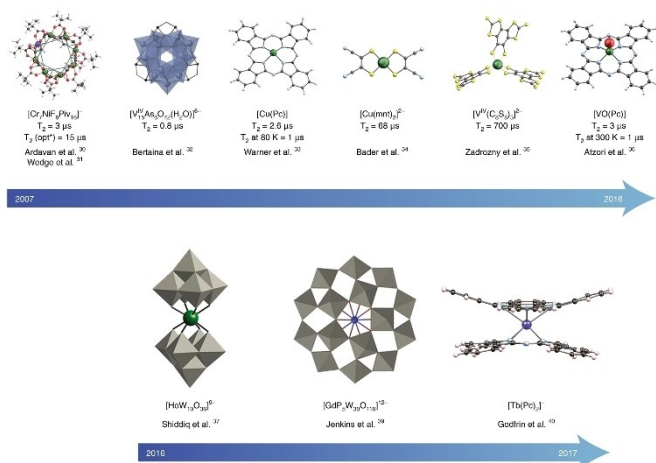 [Cr₇NiF₈Piv₁₆]⁻
T₂ = 3 μs
T₂ (opt*) = 15 μs
Ardavan et al. ³⁰
Wedge et al. ³¹
[Vᴵⱽ₁₅As₆O₄₂(H₂O)]⁶⁻
T₂ = 0.8 μs
Bertaina et al. ³²
[Cu(Pc)]
T₂ = 2.6 μs
T₂ at 80 K = 1 μs
Warner et al. ³³
[Cu(mnt)₂]²⁻
T₂ = 68 μs
Bader et al. ³⁴
[Vᴵⱽ(C₈S₈)₃]²⁻
T₂ = 700 μs
Zadrozny et al. ³⁵
[VO(Pc)]
T₂ = 3 μs
T₂ at 300 K = 1 μs
Atzori et al. ³⁶
2007
2016
[HoW₁₀O₃₆]⁹⁻
Shiddiq et al. ³⁷
[GdP₅W₃₀O₁₁₀]¹²⁻
Jenkins et al. ³⁹
[Tb(Pc)₂]⁻
Godfrin et al. ⁴⁰
2016
2017